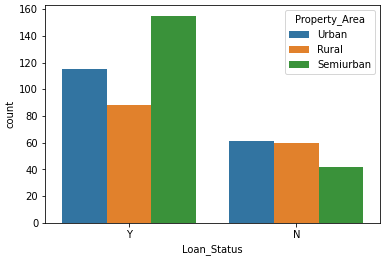 160
140
120
100
80
60
40
20
0
count
Property_Area
Urban
Rural
Semiurban
Y
N
Loan_Status